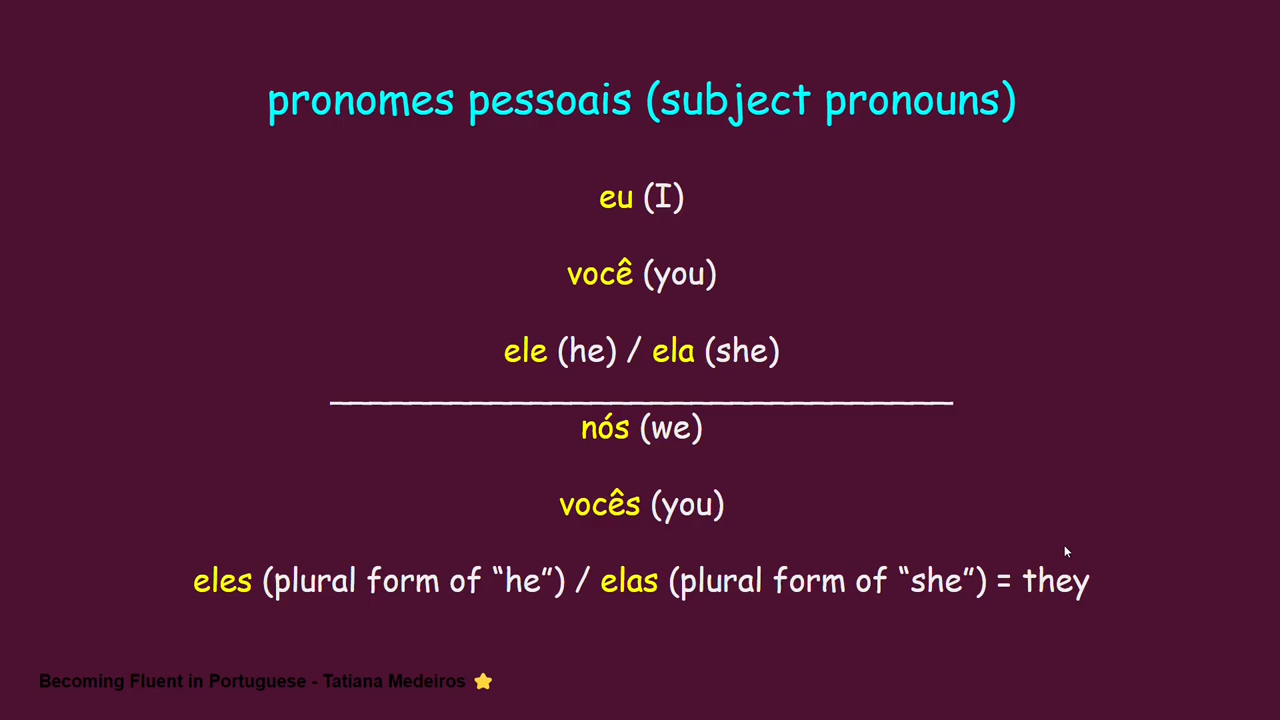 pronomes pessoais (subject pronouns)
eu (I)
você (you)
ele (he) / ela (she)
_______________________________
nós (we)
vocês (you)
eles (plural form of “he”) / elas (plural form of “she”) = they
Becoming Fluent in Portuguese - Tatiana Medeiros ⭐